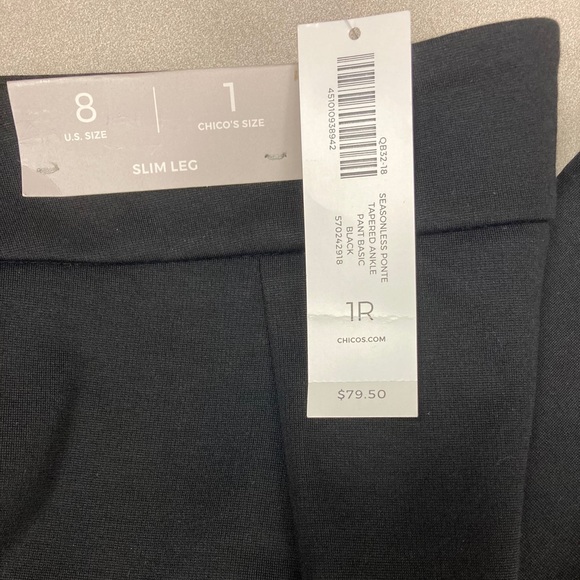 8 | 1
U.S. SIZE CHICO'S SIZE
SLIM LEG
451010938942
QB32-18
SEASONLESS PONTE
TAPERED ANKLE
PANT BASIC
BLACK
570242918
1R
CHICOS.COM
$79.50